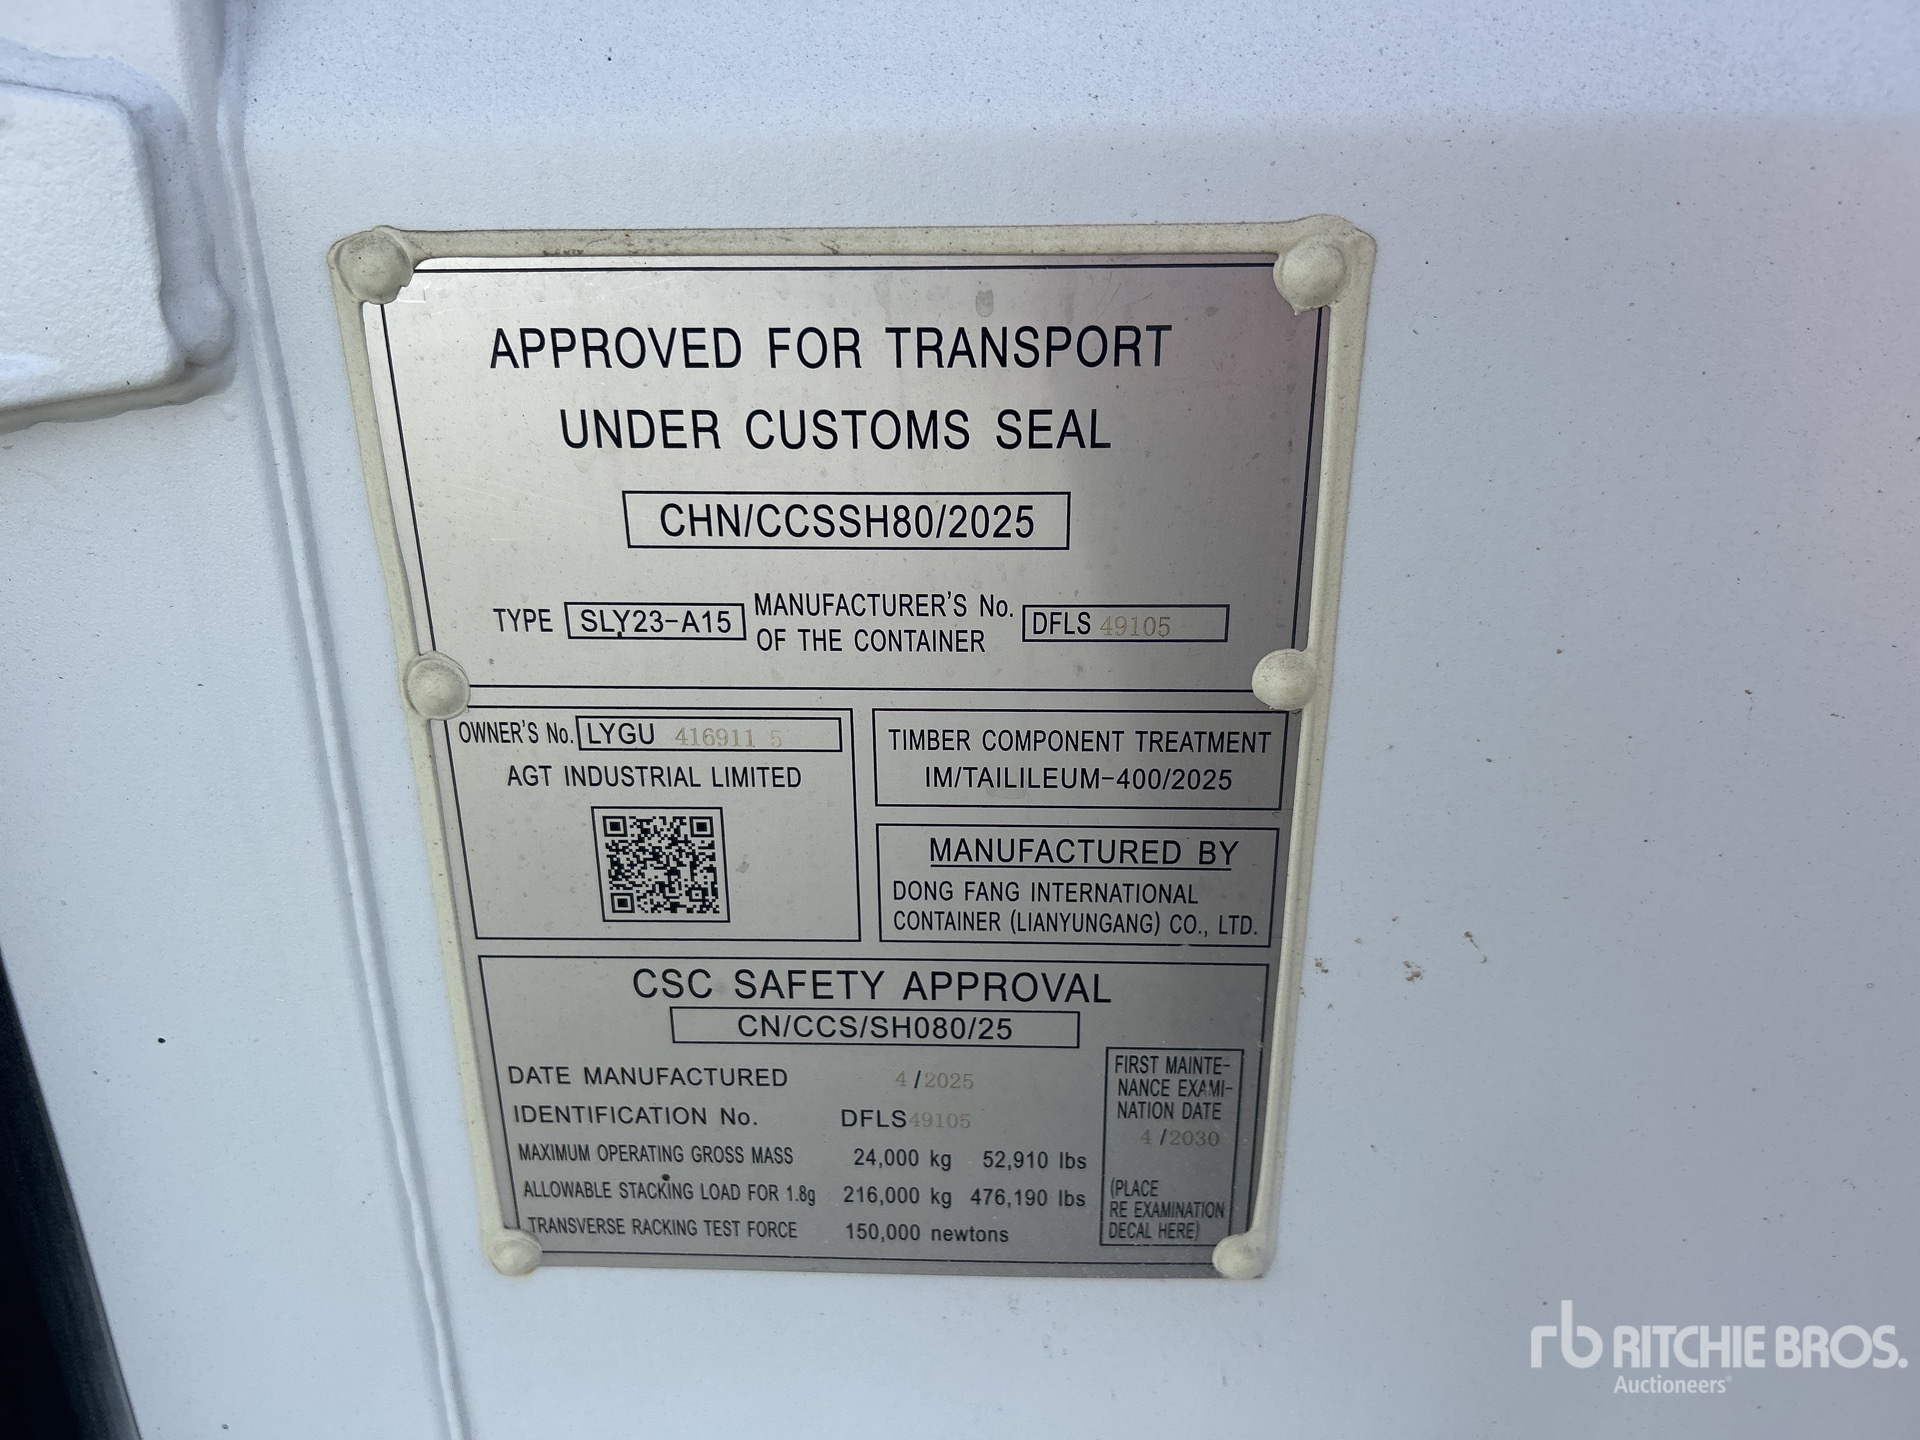 APPROVED FOR TRANSPORT
UNDER CUSTOMS SEAL
CHN/CCSSH80/2025
TYPE SLY23-A15 MANUFACTURER'S No. OF THE CONTAINER DFLS 49105
OWNER'S No. LYGU 416911 5
AGT INDUSTRIAL LIMITED
TIMBER COMPONENT TREATMENT
IM/TAILILEUM-400/2025
MANUFACTURED BY
DONG FANG INTERNATIONAL
CONTAINER (LIANYUNGANG) CO., LTD.
CSC SAFETY APPROVAL
CN/CCS/SH080/25
DATE MANUFACTURED 4/2025
IDENTIFICATION No. DFLS49105
MAXIMUM OPERATING GROSS MASS 24,000 kg 52,910 lbs
ALLOWABLE STACKING LOAD FOR 1.8g 216,000 kg 476,190 lbs
TRANSVERSE RACKING TEST FORCE 150,000 newtons
FIRST MAINTE-
NANCE EXAMI-
NATION DATE
4/2030
(PLACE
RE EXAMINATION
DECAL HERE)
rb RITCHIE BROS.
Auctioneers